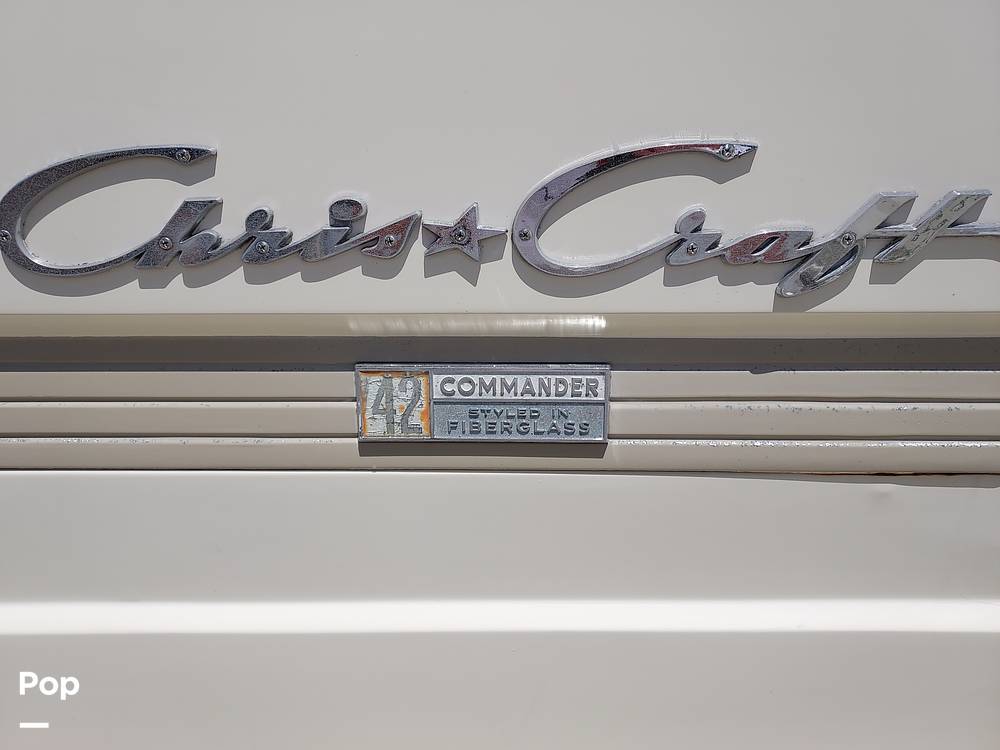 Chris★Craft
42 COMMANDER
STYLED IN
FIBERGLASS
Pop